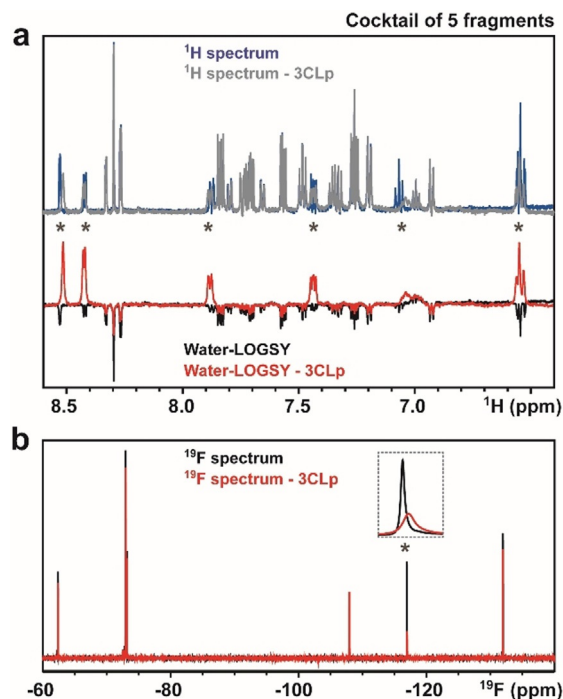 Cocktail of 5 fragments
a
¹H spectrum
¹H spectrum - 3CLp
* * * * * *
Water-LOGSY
Water-LOGSY - 3CLp
8.5 8.0 7.5 7.0 ¹H (ppm)
b
¹⁹F spectrum
¹⁹F spectrum - 3CLp
*
-60 -80 -100 -120 ¹⁹F (ppm)